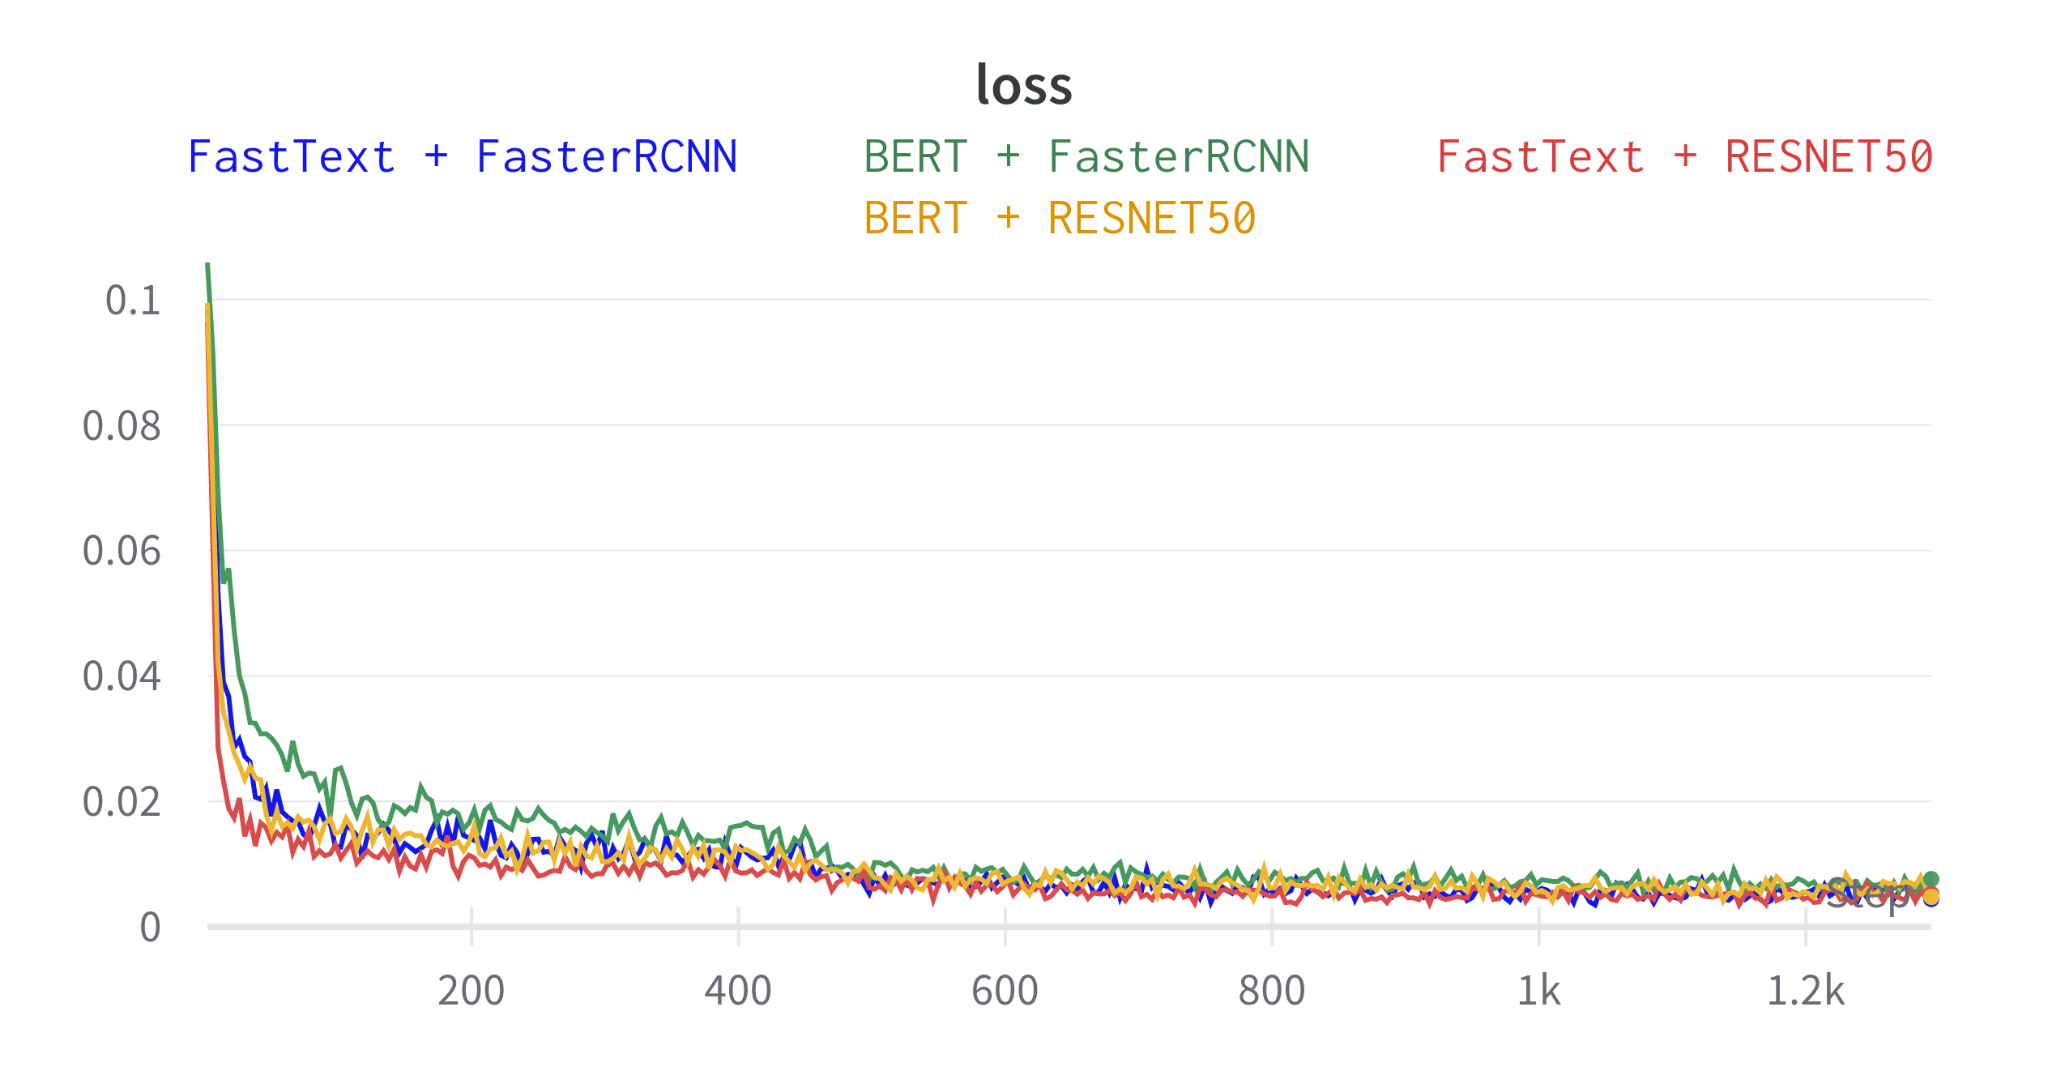 loss
FastText + FasterRCNN BERT + FasterRCNN FastText + RESNET50
BERT + RESNET50
0.1
0.08
0.06
0.04
0.02
Step
0
200 400 600 800 1k 1.2k